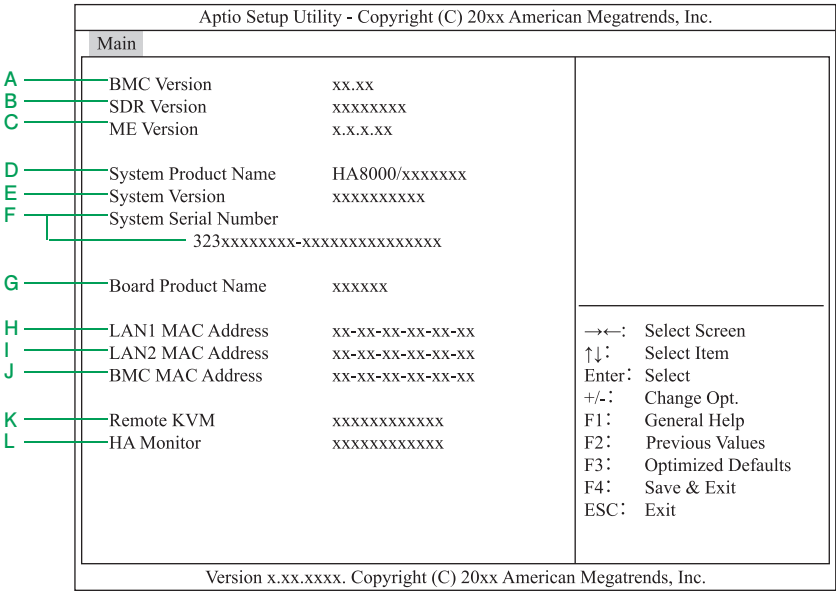 Aptio Setup Utility - Copyright (C) 20xx American Megatrends, Inc.
Main
A BMC Version xx.xx
B SDR Version xxxxxxxx
C ME Version x.x.x.xx
D System Product Name HA8000/xxxxxxx
E System Version xxxxxxxxxx
F System Serial Number
323xxxxxxxx-xxxxxxxxxxxxxxx
G Board Product Name xxxxxx
H LAN1 MAC Address xx-xx-xx-xx-xx-xx
I LAN2 MAC Address xx-xx-xx-xx-xx-xx
J BMC MAC Address xx-xx-xx-xx-xx-xx
K Remote KVM xxxxxxxxxxxx
L HA Monitor xxxxxxxxxxxx
→←: Select Screen
↑↓: Select Item
Enter: Select
+/-: Change Opt.
F1: General Help
F2: Previous Values
F3: Optimized Defaults
F4: Save & Exit
ESC: Exit
Version x.xx.xxxx. Copyright (C) 20xx American Megatrends, Inc.